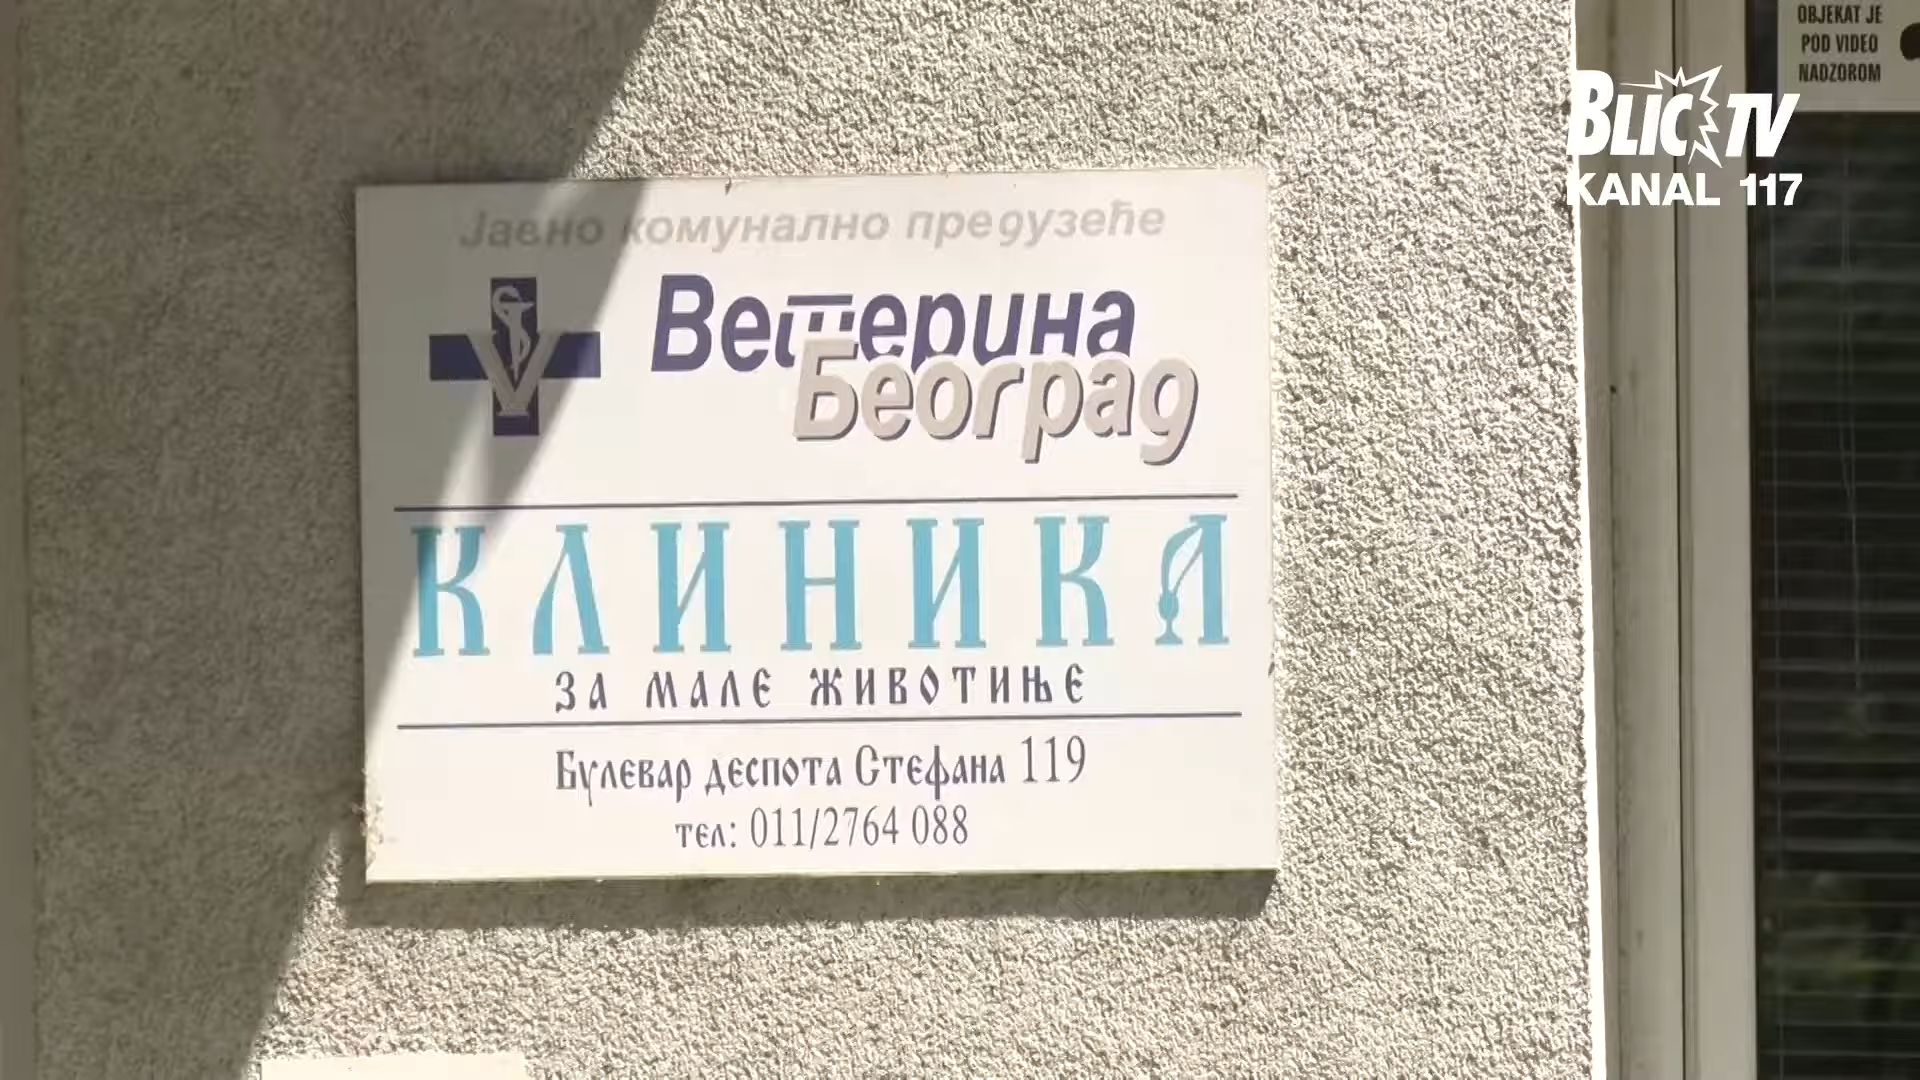 OBJEKAT JE
POD VIDEO
NADZOROM
BLIC TV
KANAL 117
Јавно комунално предузеће
Ветерина
Београд
КЛИНИКА
ЗА МАЛЕ ЖИВОТИЊЕ
Булевар деспота Стефана 119
тел: 011/2764 088